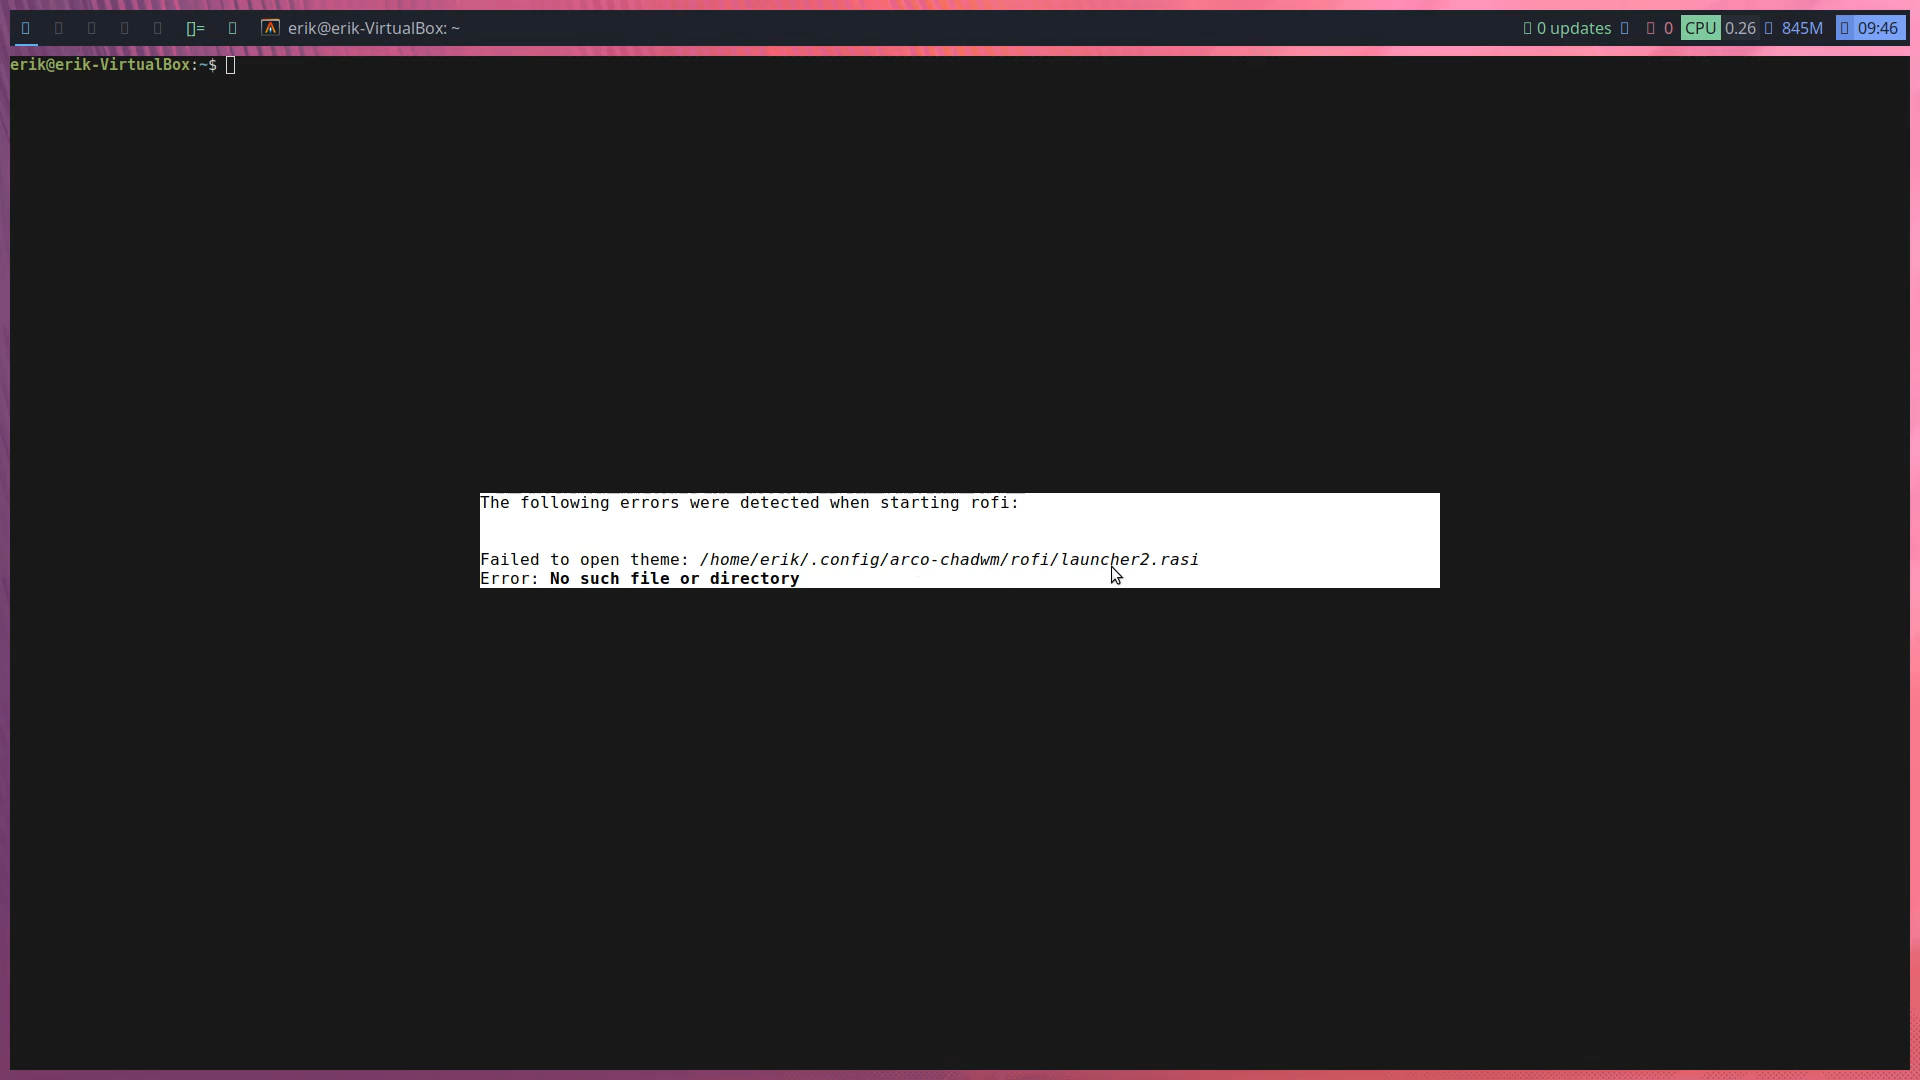 []= erik@erik-VirtualBox: ~ 0 updates 0 CPU 0.26 845M 09:46
erik@erik-VirtualBox:~$
The following errors were detected when starting rofi:
Failed to open theme: /home/erik/.config/arco-chadwm/rofi/launcher2.rasi
Error: No such file or directory